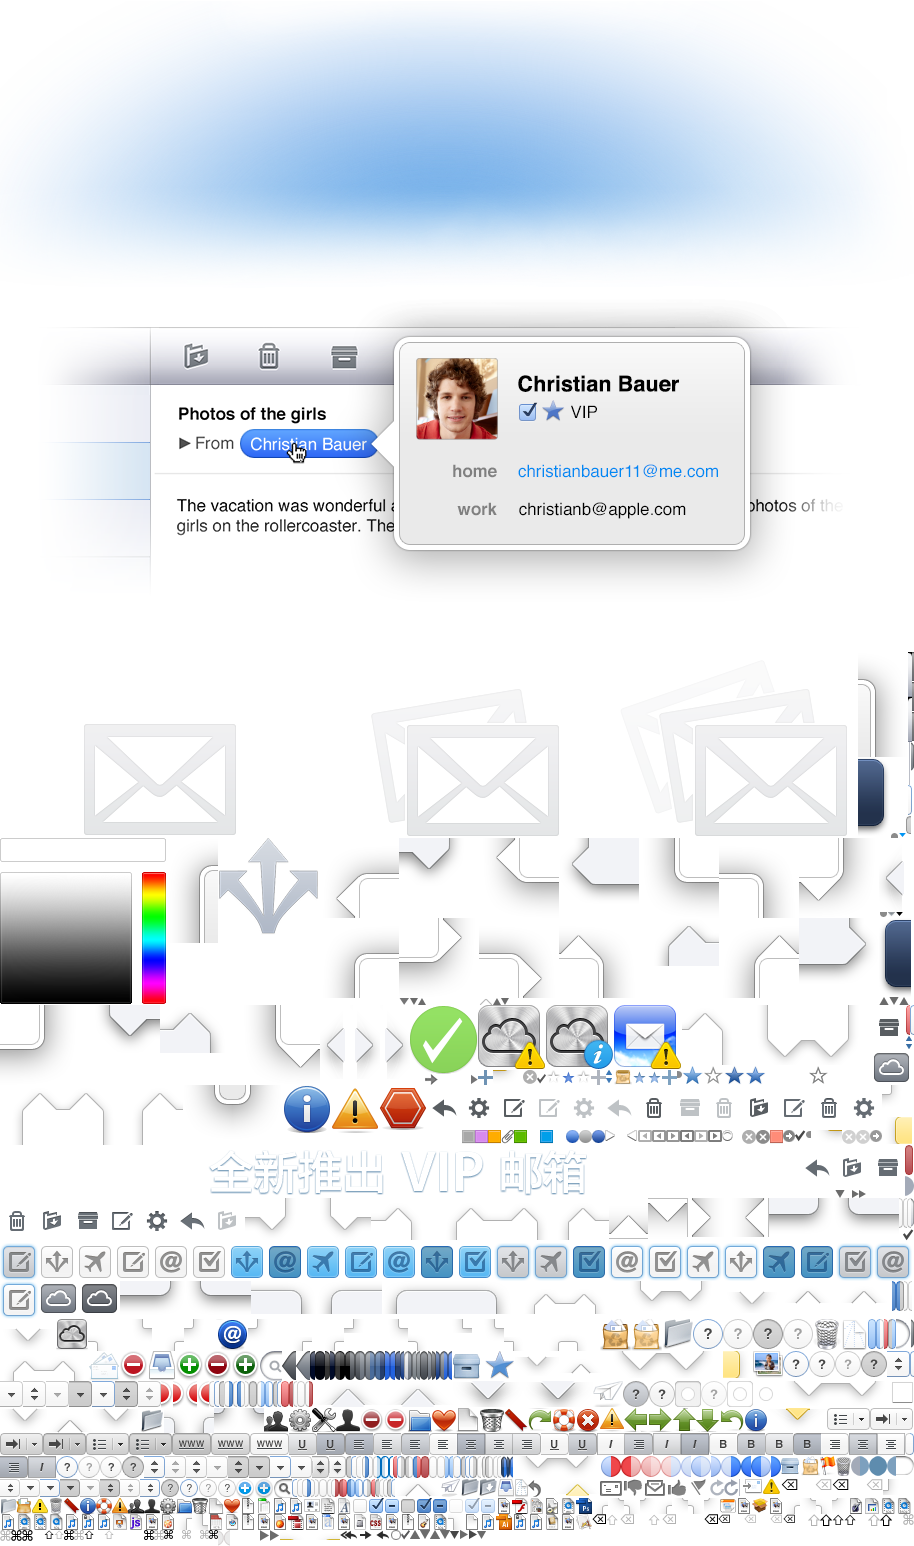 Christian Bauer
VIP
Photos of the girls
From Christian Bauer
home christianbauer11@me.com
work christianb@apple.com
The vacation was wonderful photos of the
girls on the rollercoaster. The
全新推出 VIP 邮箱
www www www U U U U I I I B B B B
I